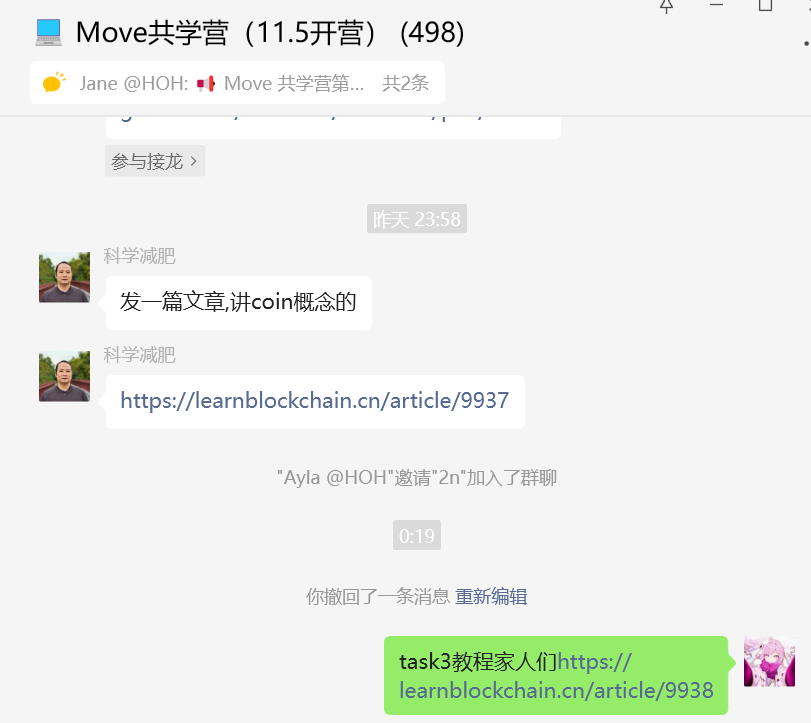 Move共学营（11.5开营） (498)
Jane @HOH: Move 共学营第... 共2条
参与接龙
昨天 23:58
科学减肥
发一篇文章,讲coin概念的
科学减肥
https://learnblockchain.cn/article/9937
"Ayla @HOH"邀请"2n"加入了群聊
0:19
你撤回了一条消息 重新编辑
task3教程家人们https://
learnblockchain.cn/article/9938